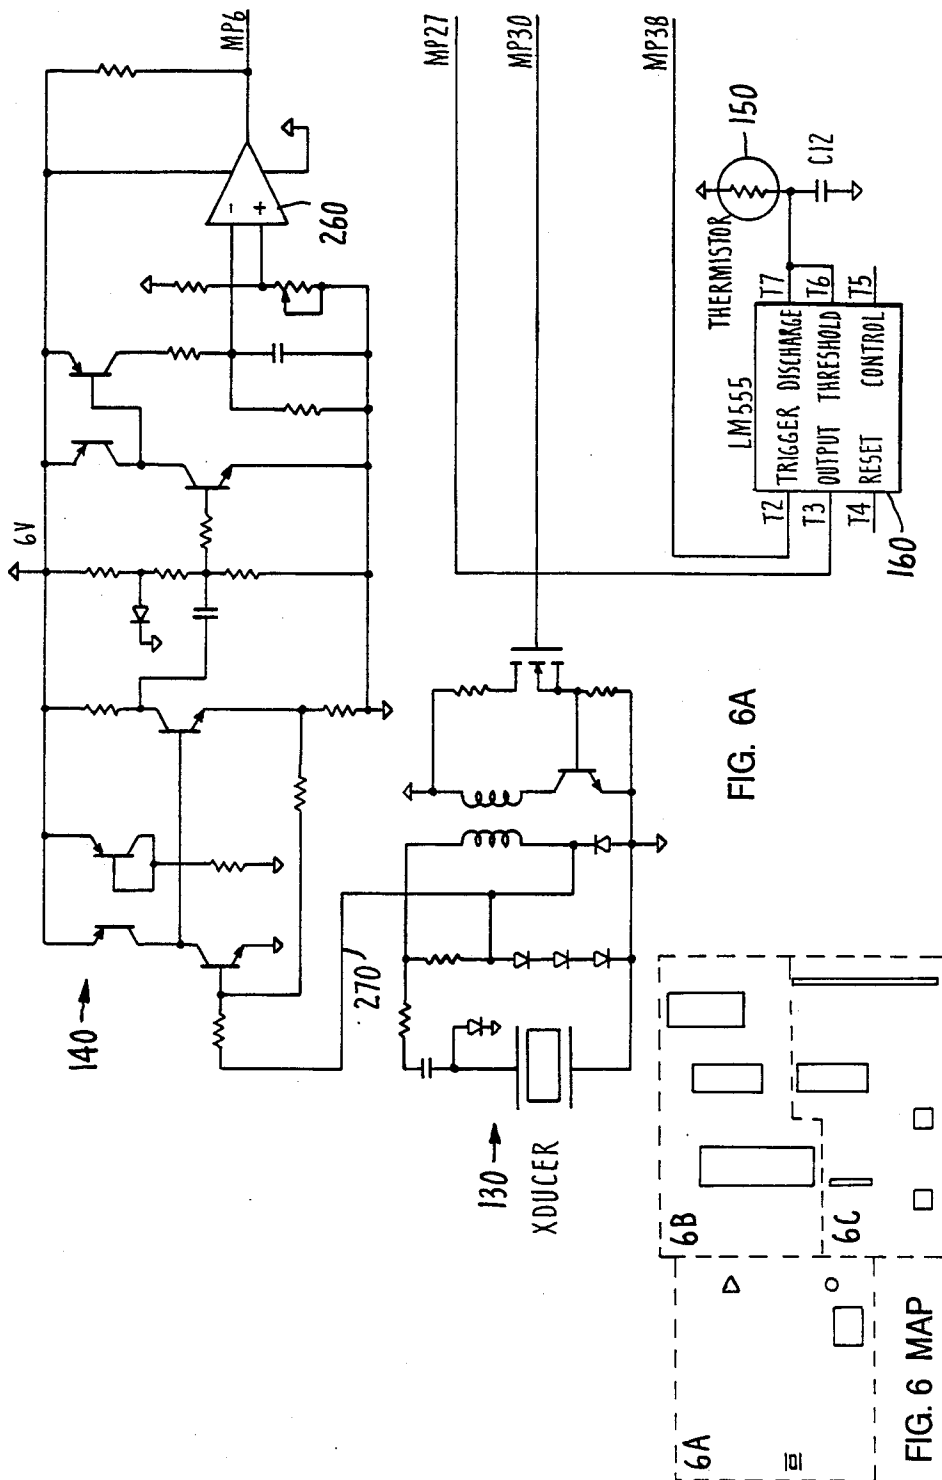 140
6V
MP6
- +
260
270
130
XDUCER
MP27
MP30
MP38
FIG. 6A
THERMISTOR
150
C12
LM555
T2 TRIGGER DISCHARGE T7
T3 OUTPUT THRESHOLD T6
T4 RESET CONTROL T5
160
6A
6B
6C
FIG. 6 MAP